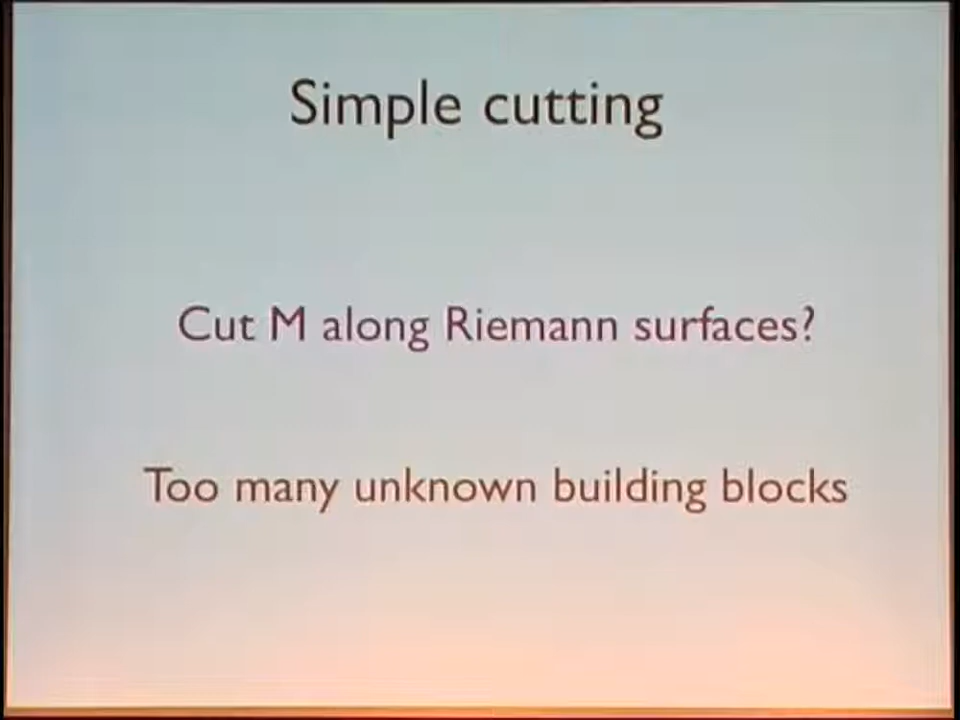 Simple cutting
Cut M along Riemann surfaces?
Too many unknown building blocks